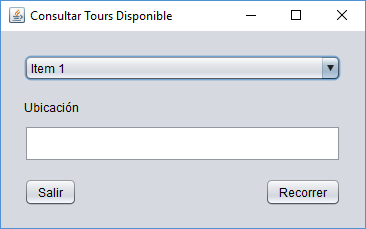 Consultar Tours Disponible
Item 1
Ubicación
Salir
Recorrer